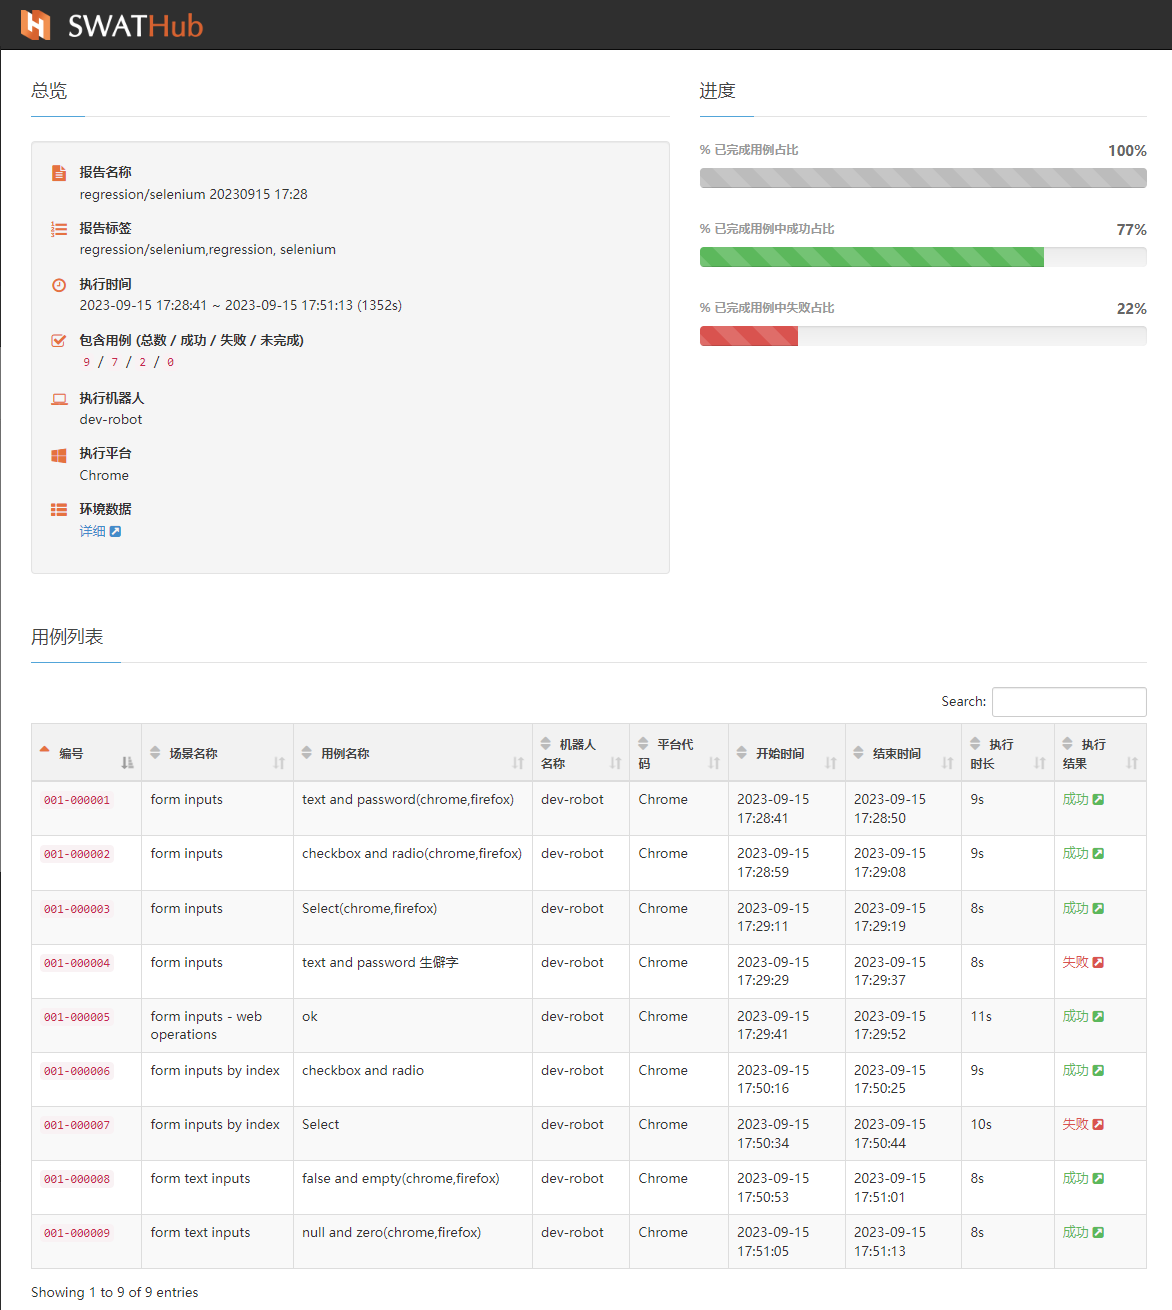 SWATHub
总览
报告名称
regression/selenium 20230915 17:28
报告标签
regression/selenium,regression, selenium
执行时间
2023-09-15 17:28:41 ~ 2023-09-15 17:51:13 (1352s)
包含用例 (总数 / 成功 / 失败 / 未完成)
9 / 7 / 2 / 0
执行机器人
dev-robot
执行平台
Chrome
环境数据
详细
进度
% 已完成用例占比 100%
% 已完成用例中成功占比 77%
% 已完成用例中失败占比 22%
用例列表
Search:
编号 场景名称 用例名称 机器人名称 平台代码 开始时间 结束时间 执行时长 执行结果
001-000001 form inputs text and password(chrome,firefox) dev-robot Chrome 2023-09-15 17:28:41 2023-09-15 17:28:50 9s 成功
001-000002 form inputs checkbox and radio(chrome,firefox) dev-robot Chrome 2023-09-15 17:28:59 2023-09-15 17:29:08 9s 成功
001-000003 form inputs Select(chrome,firefox) dev-robot Chrome 2023-09-15 17:29:11 2023-09-15 17:29:19 8s 成功
001-000004 form inputs text and password 生僻字 dev-robot Chrome 2023-09-15 17:29:29 2023-09-15 17:29:37 8s 失败
001-000005 form inputs - web operations ok dev-robot Chrome 2023-09-15 17:29:41 2023-09-15 17:29:52 11s 成功
001-000006 form inputs by index checkbox and radio dev-robot Chrome 2023-09-15 17:50:16 2023-09-15 17:50:25 9s 成功
001-000007 form inputs by index Select dev-robot Chrome 2023-09-15 17:50:34 2023-09-15 17:50:44 10s 失败
001-000008 form text inputs false and empty(chrome,firefox) dev-robot Chrome 2023-09-15 17:50:53 2023-09-15 17:51:01 8s 成功
001-000009 form text inputs null and zero(chrome,firefox) dev-robot Chrome 2023-09-15 17:51:05 2023-09-15 17:51:13 8s 成功
Showing 1 to 9 of 9 entries